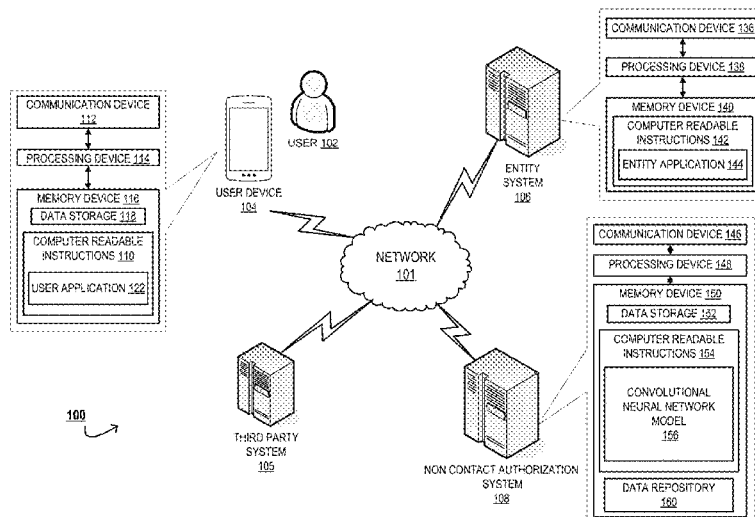 COMMUNICATION DEVICE
112
PROCESSING DEVICE 114
MEMORY DEVICE 116
DATA STORAGE 118
COMPUTER READABLE
INSTRUCTIONS 110
USER APPLICATION 122
USER 102
USER DEVICE
104
ENTITY
SYSTEM
106
COMMUNICATION DEVICE 136
PROCESSING DEVICE 138
MEMORY DEVICE 140
COMPUTER READABLE
INSTRUCTIONS 142
ENTITY APPLICATION 144
NETWORK
101
THIRD PARTY
SYSTEM
105
NON CONTACT AUTHORIZATION
SYSTEM
108
COMMUNICATION DEVICE 146
PROCESSING DEVICE 148
MEMORY DEVICE 150
DATA STORAGE 152
COMPUTER READABLE
INSTRUCTIONS 154
CONVOLUTIONAL
NEURAL NETWORK
MODEL
156
DATA REPOSITORY
160
100